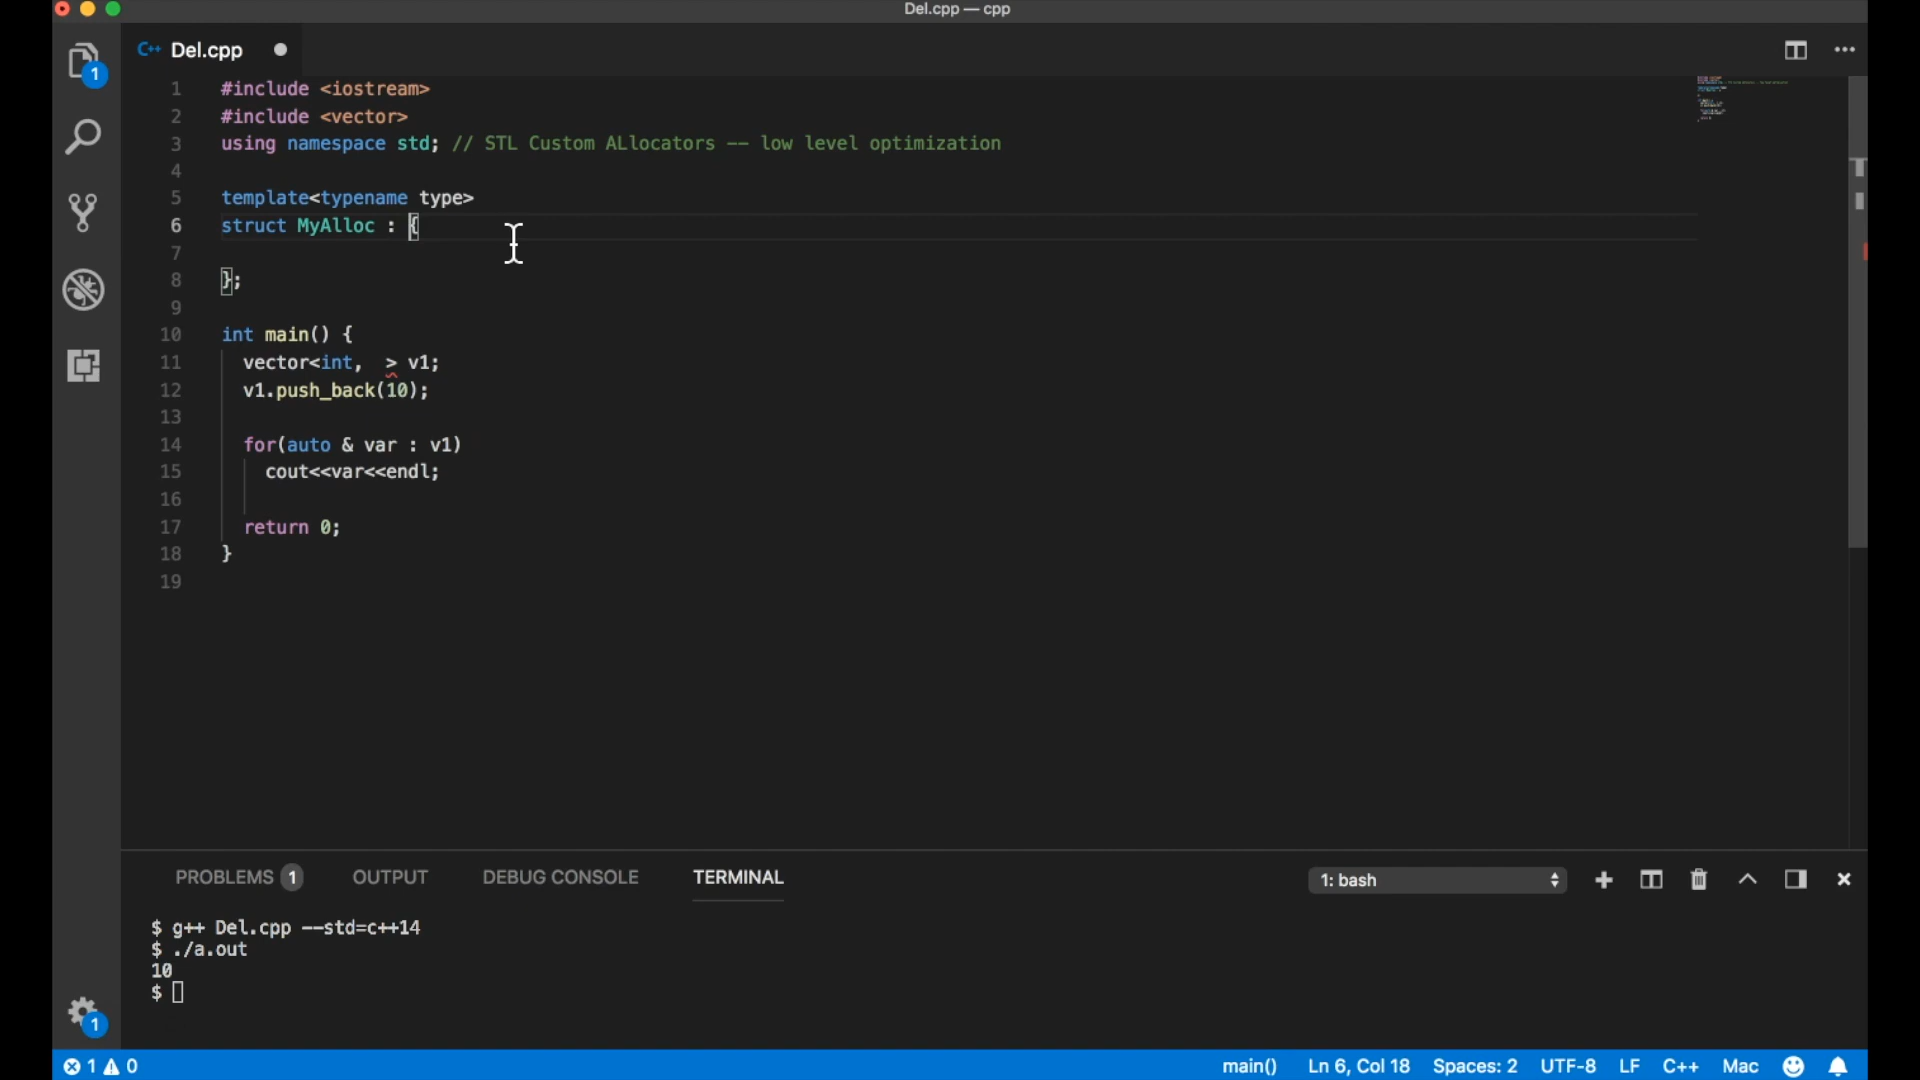 Del.cpp — cpp
1
C++ Del.cpp
1 #include <iostream>
2 #include <vector>
3 using namespace std; // STL Custom ALlocators -- low level optimization
4
5 template<typename type>
6 struct MyAlloc : {
7
8 };
9
10 int main() {
11 vector<int,  > v1;
12 v1.push_back(10);
13
14 for(auto & var : v1)
15 cout<<var<<endl;
16
17 return 0;
18 }
19
PROBLEMS 1 OUTPUT DEBUG CONSOLE TERMINAL 1: bash
$ g++ Del.cpp --std=c++14
$ ./a.out
10
$
1
1 0 main() Ln 6, Col 18 Spaces: 2 UTF-8 LF C++ Mac